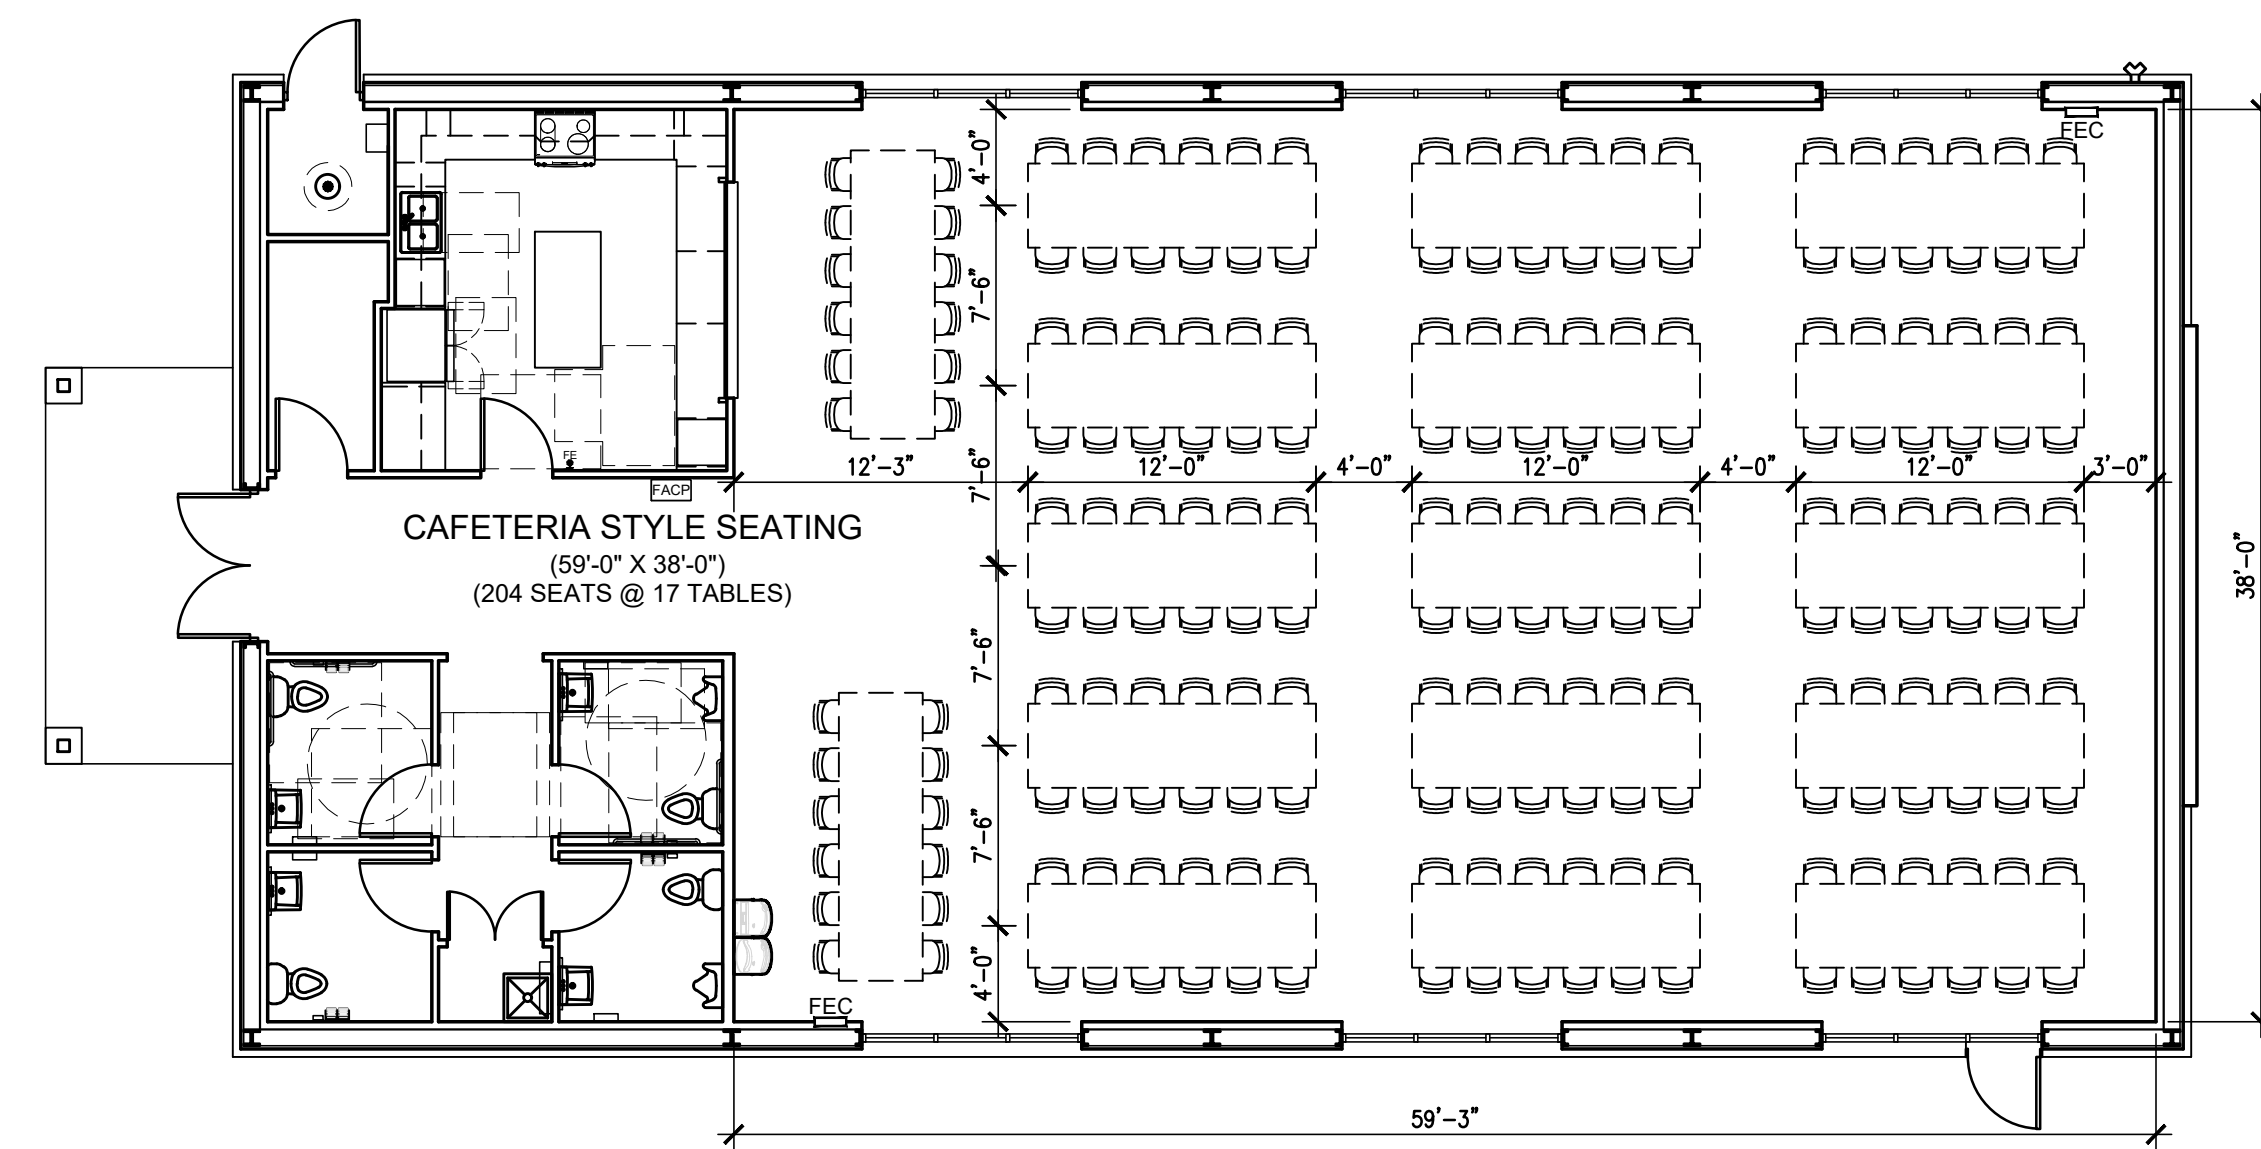 FEC
4'-0"
7'-6"
FE
12'-3"
7'-6"
12'-0"
4'-0"
12'-0"
4'-0"
12'-0"
3'-0"
FACP
CAFETERIA STYLE SEATING
(59'-0" X 38'-0")
(204 SEATS @ 17 TABLES)
38'-0"
7'-6"
7'-6"
4'-0"
FEC
59'-3"